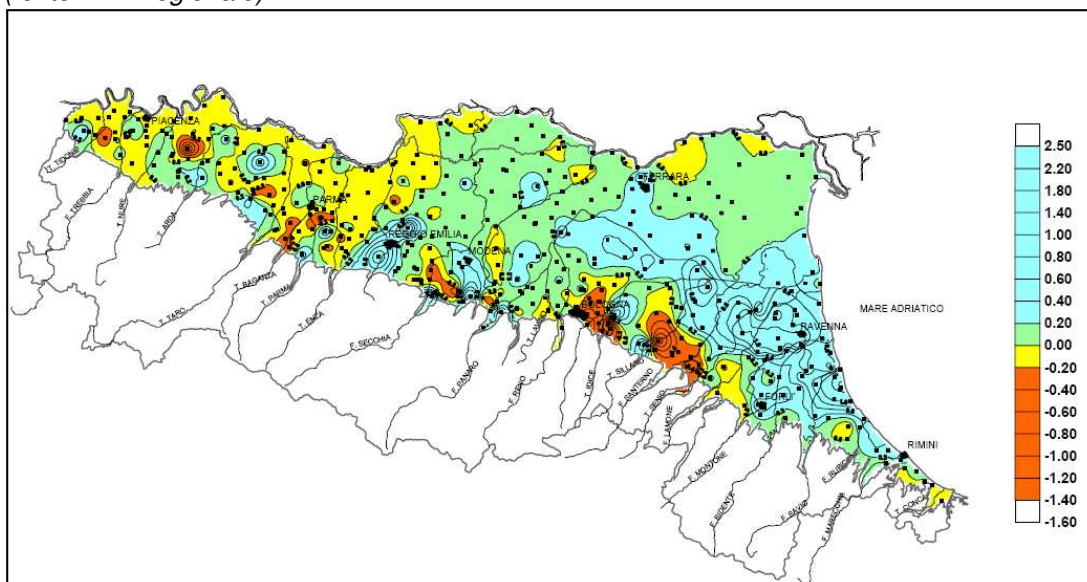 PIACENZA
T. TIDONE
F. TREBBIA
T. NURE
T. ARDA
PARMA
REGGIO EMILIA
MODENA
FERRARA
MARE ADRIATICO
RAVENNA
T. BAGANZA
T. PARMA
T. TARO
T. ENZA
F. SECCHIA
F. PANARO
F. RENO
T. IDICE
T. SILLARO
T. SENIO
F. LAMONE
FORLI'
RIMINI
F. MONTONE
F. BIDENTE
F. SAVIO
F. MARECCHIA
T. CONCA
2.50
2.20
1.80
1.40
1.00
2.00
0.80
0.60
0.40
0.20
0.00
-0.20
-0.40
-0.60
-0.80
-1.00
-1.20
-1.40
-1.60